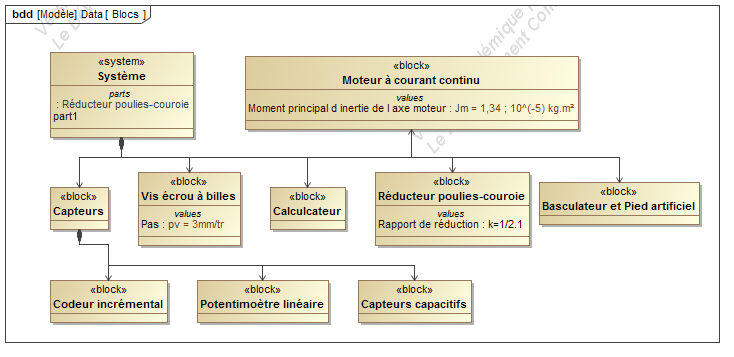 bdd [Modèle] Data [ Blocs ]
«system»
Système
parts
: Réducteur poulies-couroie
part1
«block»
Moteur à courant continu
values
Moment principal d inertie de l axe moteur : Jm = 1,34 ; 10^(-5) kg.m²
«block»
Capteurs
«block»
Vis écrou à billes
values
Pas : pv = 3mm/tr
«block»
Calculcateur
«block»
Réducteur poulies-couroie
values
Rapport de réduction : k=1/2.1
«block»
Basculateur et Pied artificiel
«block»
Codeur incrémental
«block»
Potentimoètre linéaire
«block»
Capteurs capacitifs